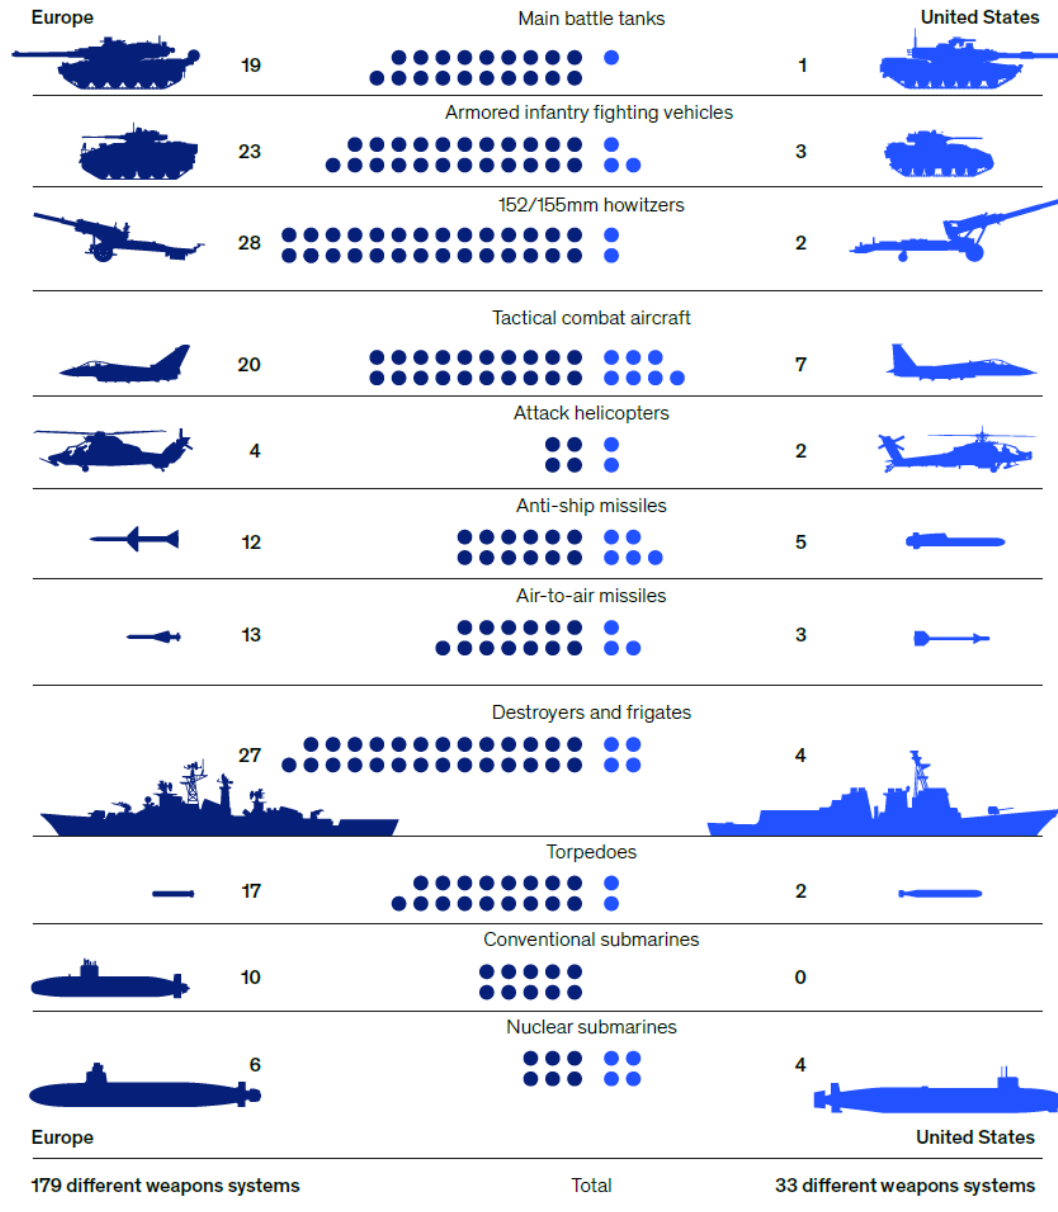 Europe
Main battle tanks
United States
19
1
Armored infantry fighting vehicles
23
3
152/155mm howitzers
28
2
Tactical combat aircraft
20
7
Attack helicopters
4
2
Anti-ship missiles
12
5
Air-to-air missiles
13
3
Destroyers and frigates
27
4
Torpedoes
17
2
Conventional submarines
10
0
Nuclear submarines
6
4
Europe
United States
179 different weapons systems
Total
33 different weapons systems